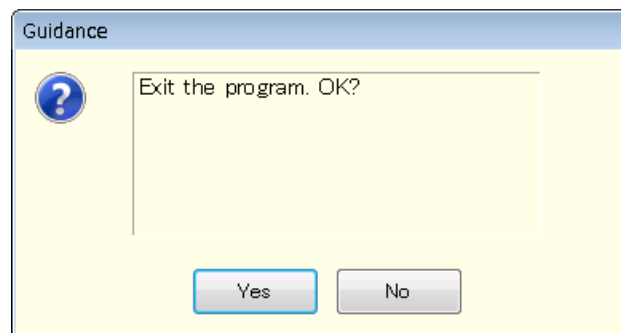 Guidance
Exit the program. OK?
Yes
No